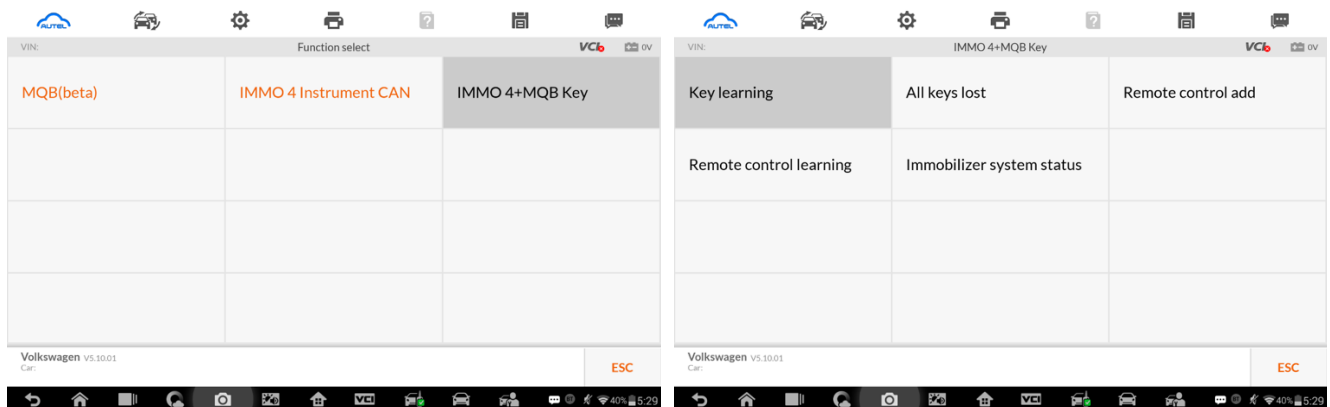 AUTEL
VIN:
Function select
VCI
0V
MQB(beta)
IMMO 4 Instrument CAN
IMMO 4+MQB Key
Volkswagen V5.10.01
Car:
ESC
VCI
40%
5:29
AUTEL
VIN:
IMMO 4+MQB Key
VCI
0V
Key learning
All keys lost
Remote control add
Remote control learning
Immobilizer system status
Volkswagen V5.10.01
Car:
ESC
VCI
40%
5:29